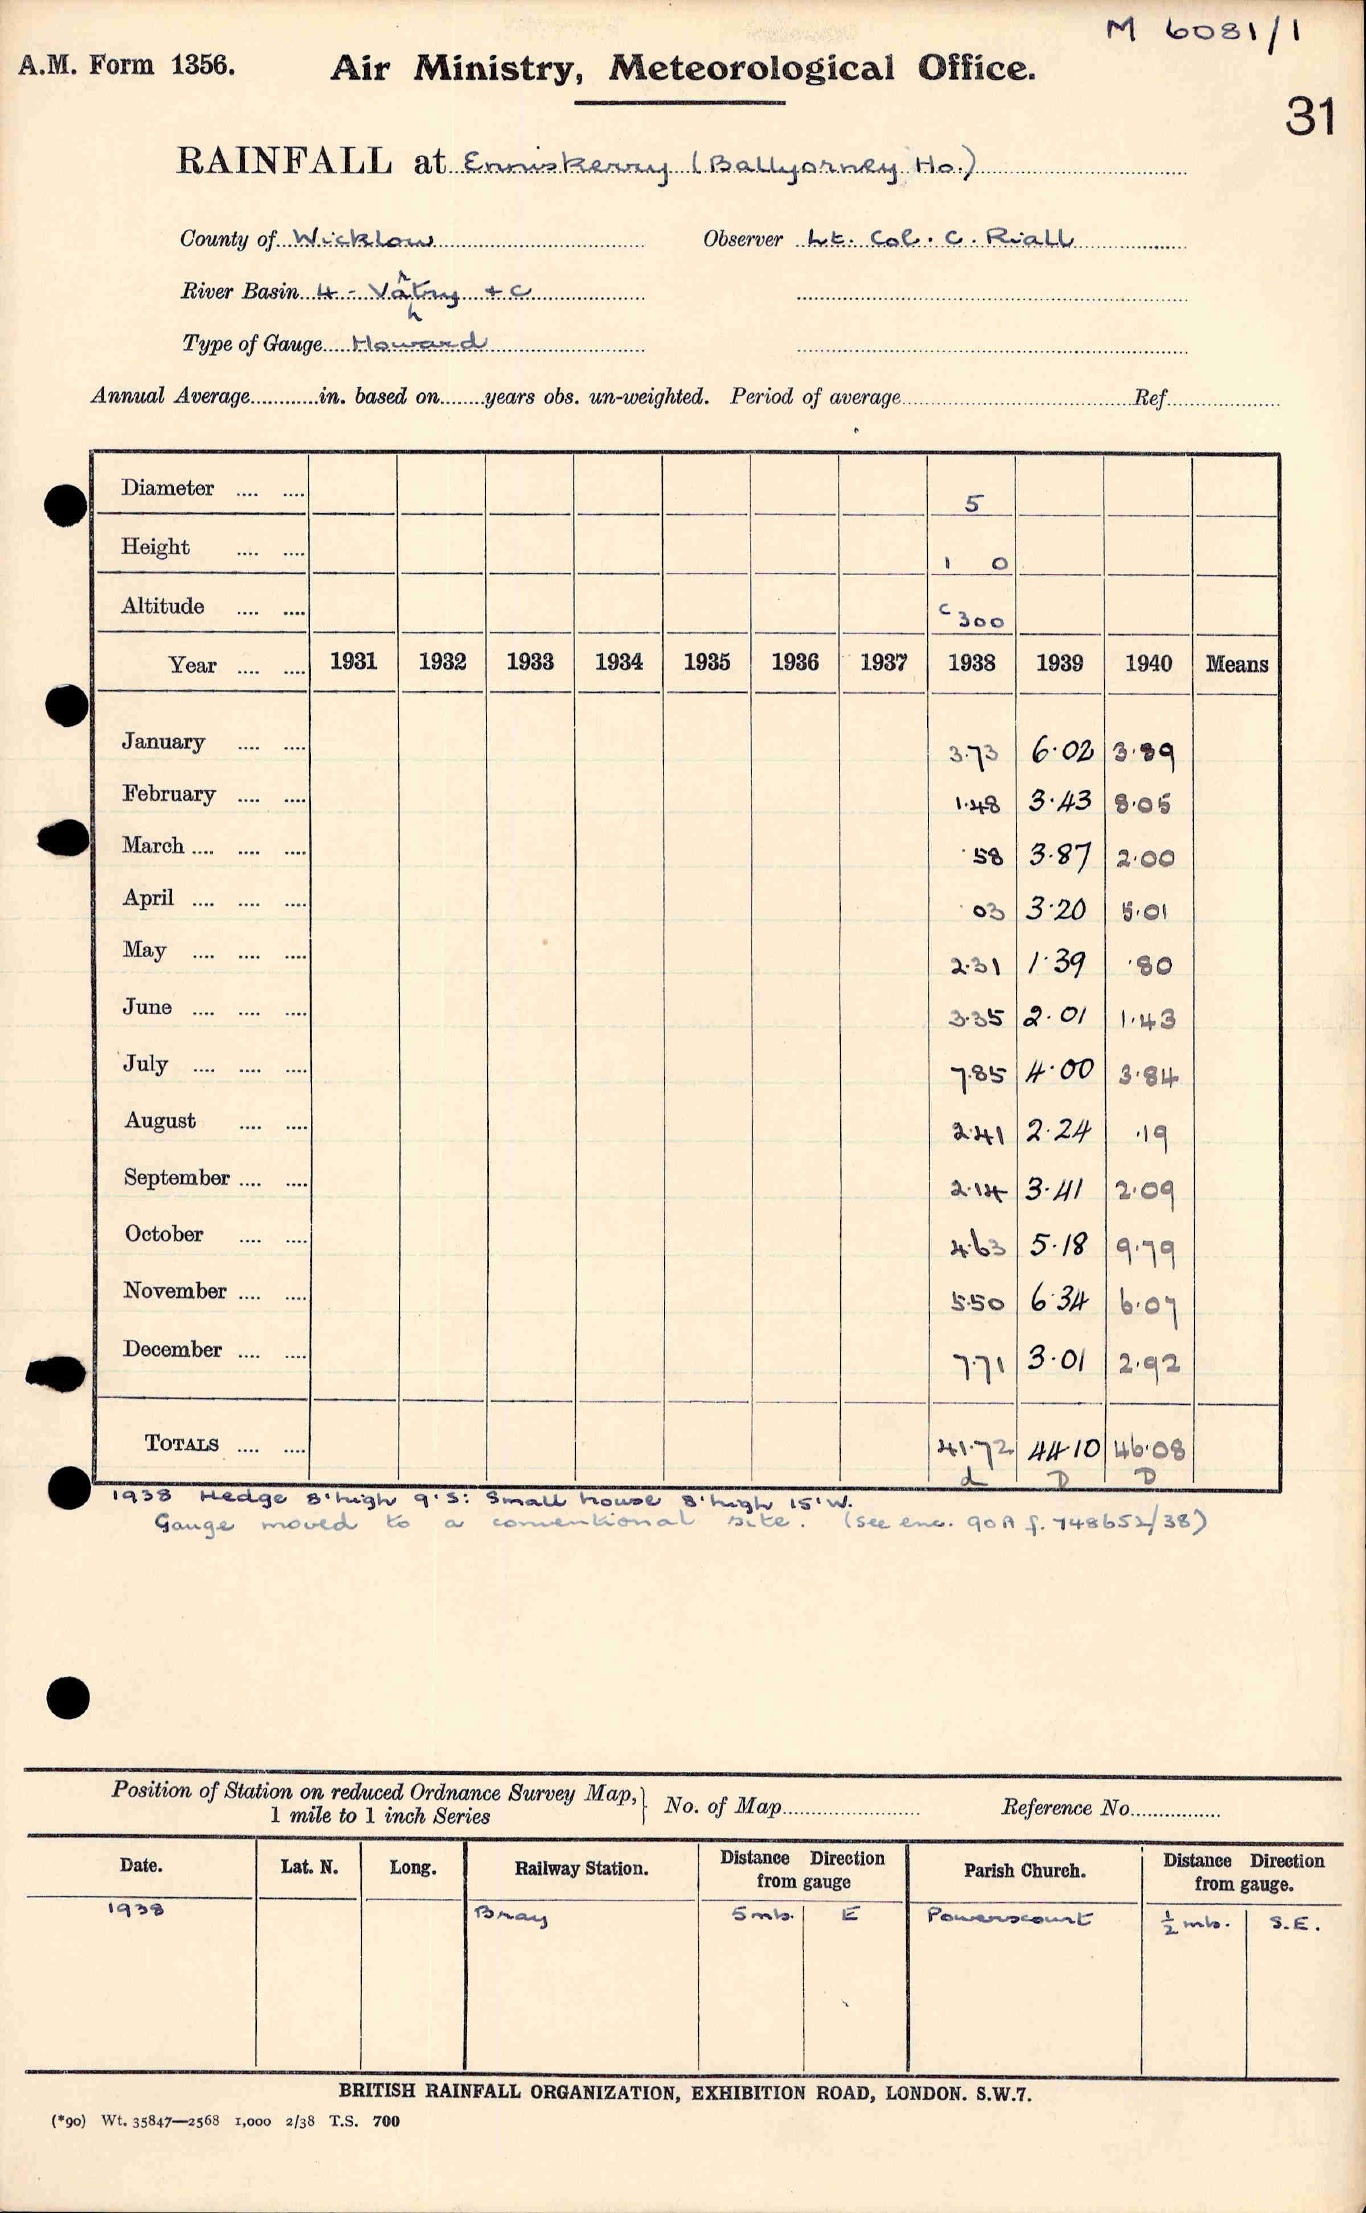 M 6081/1
A.M. Form 1356. Air Ministry, Meteorological Office.
31
RAINFALL at Enniskerry (Ballyorney Ho.)
County of Wicklow Observer Lt. Col. C. Riall
River Basin 4 - Vartry + C
Type of Gauge Howard
Annual Average in. based on years obs. un-weighted. Period of average Ref
Diameter 5
Height 1 0
Altitude c 300
Year 1931 1932 1933 1934 1935 1936 1937 1938 1939 1940 Means
January 3.73 6.02 3.89
February 1.48 3.43 8.05
March .58 3.87 2.00
April .03 3.20 5.01
May 2.31 1.39 .80
June 3.35 2.01 1.43
July 7.85 4.00 3.84
August 2.41 2.24 .19
September 2.14 3.41 2.09
October 4.63 5.18 9.79
November 5.50 6.34 6.07
December 7.71 3.01 2.92
TOTALS 41.72 44.10 46.08
d D D
1938 Hedge 8' high 9' S: Small house 8' high 15' W.
Gauge moved to a conventional site. (see enc. 90A f. 748652/38)
Position of Station on reduced Ordnance Survey Map, 1 mile to 1 inch Series } No. of Map Reference No.
Date. Lat. N. Long. Railway Station. Distance Direction from gauge Parish Church. Distance Direction from gauge.
1938 Bray 5 mls. E Powerscourt ½ mls. S.E.
BRITISH RAINFALL ORGANIZATION, EXHIBITION ROAD, LONDON. S.W.7.
(*90) Wt. 35847—2568 1,000 2/38 T.S. 700